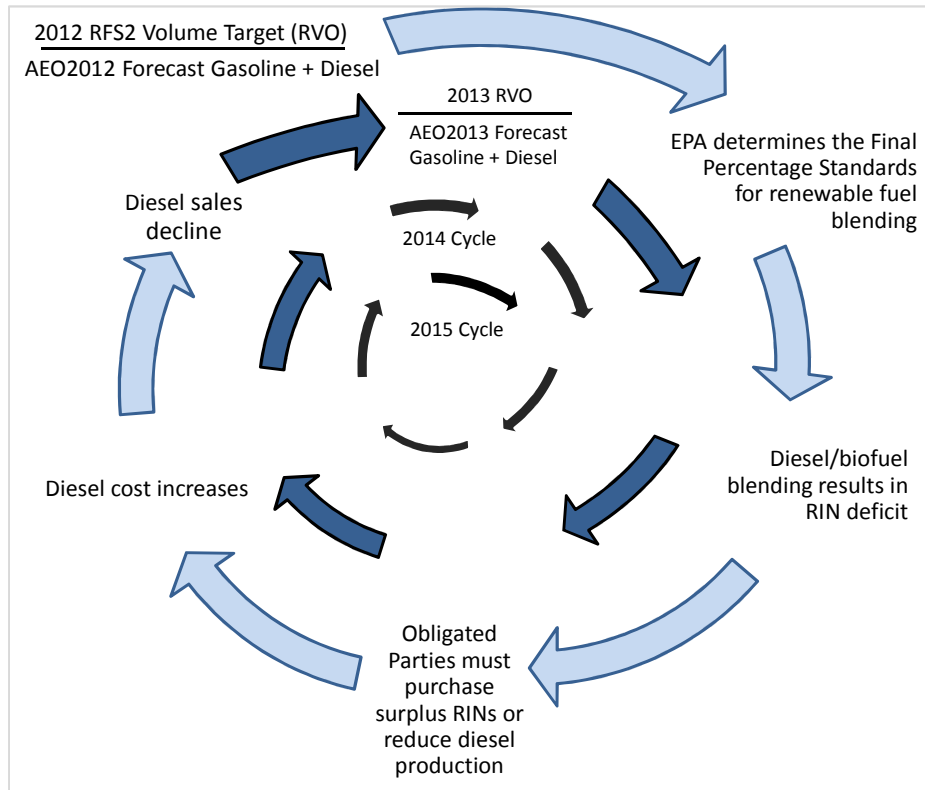 2012 RFS2 Volume Target (RVO)
AEO2012 Forecast Gasoline + Diesel
2013 RVO
AEO2013 Forecast
Gasoline + Diesel
EPA determines the Final
Percentage Standards
for renewable fuel
blending
Diesel sales
decline
2014 Cycle
2015 Cycle
Diesel/biofuel
blending results in
RIN deficit
Diesel cost increases
Obligated
Parties must
purchase
surplus RINs or
reduce diesel
production